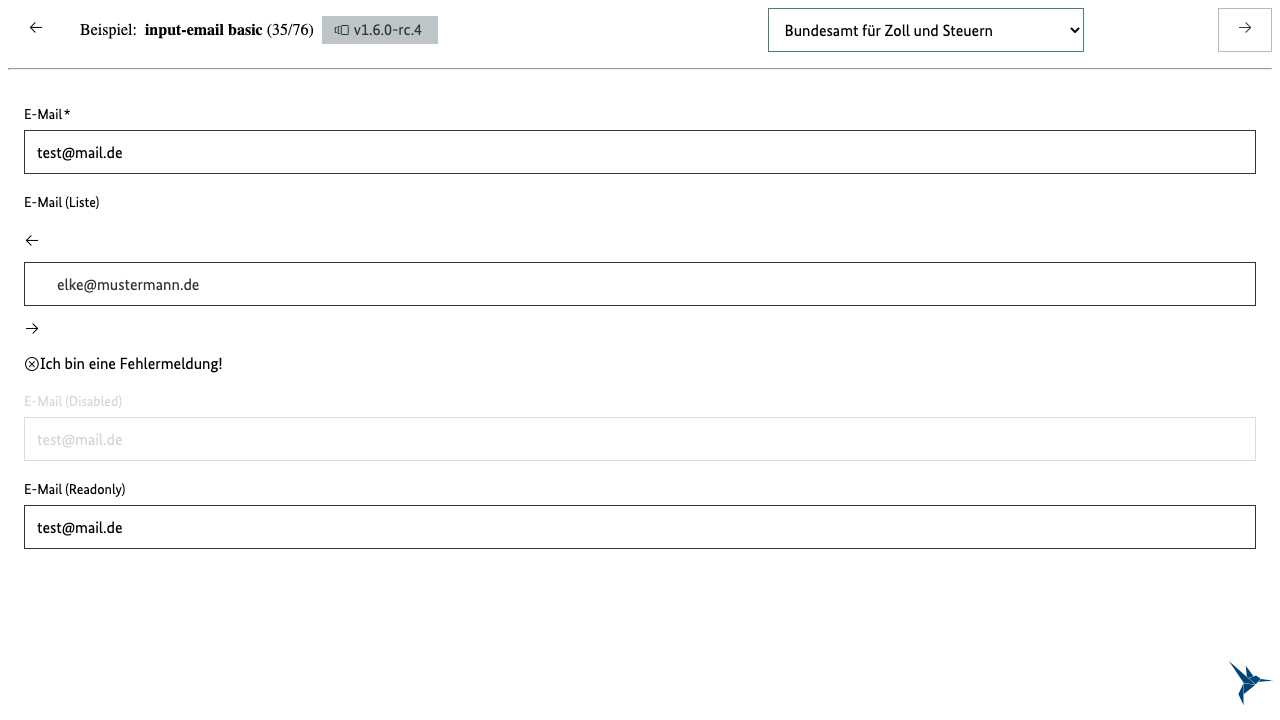 Beispiel: input-email basic (35/76) v1.6.0-rc.4 Bundesamt für Zoll und Steuern
E-Mail*
test@mail.de
E-Mail (Liste)
elke@mustermann.de
Ich bin eine Fehlermeldung!
E-Mail (Disabled)
test@mail.de
E-Mail (Readonly)
test@mail.de